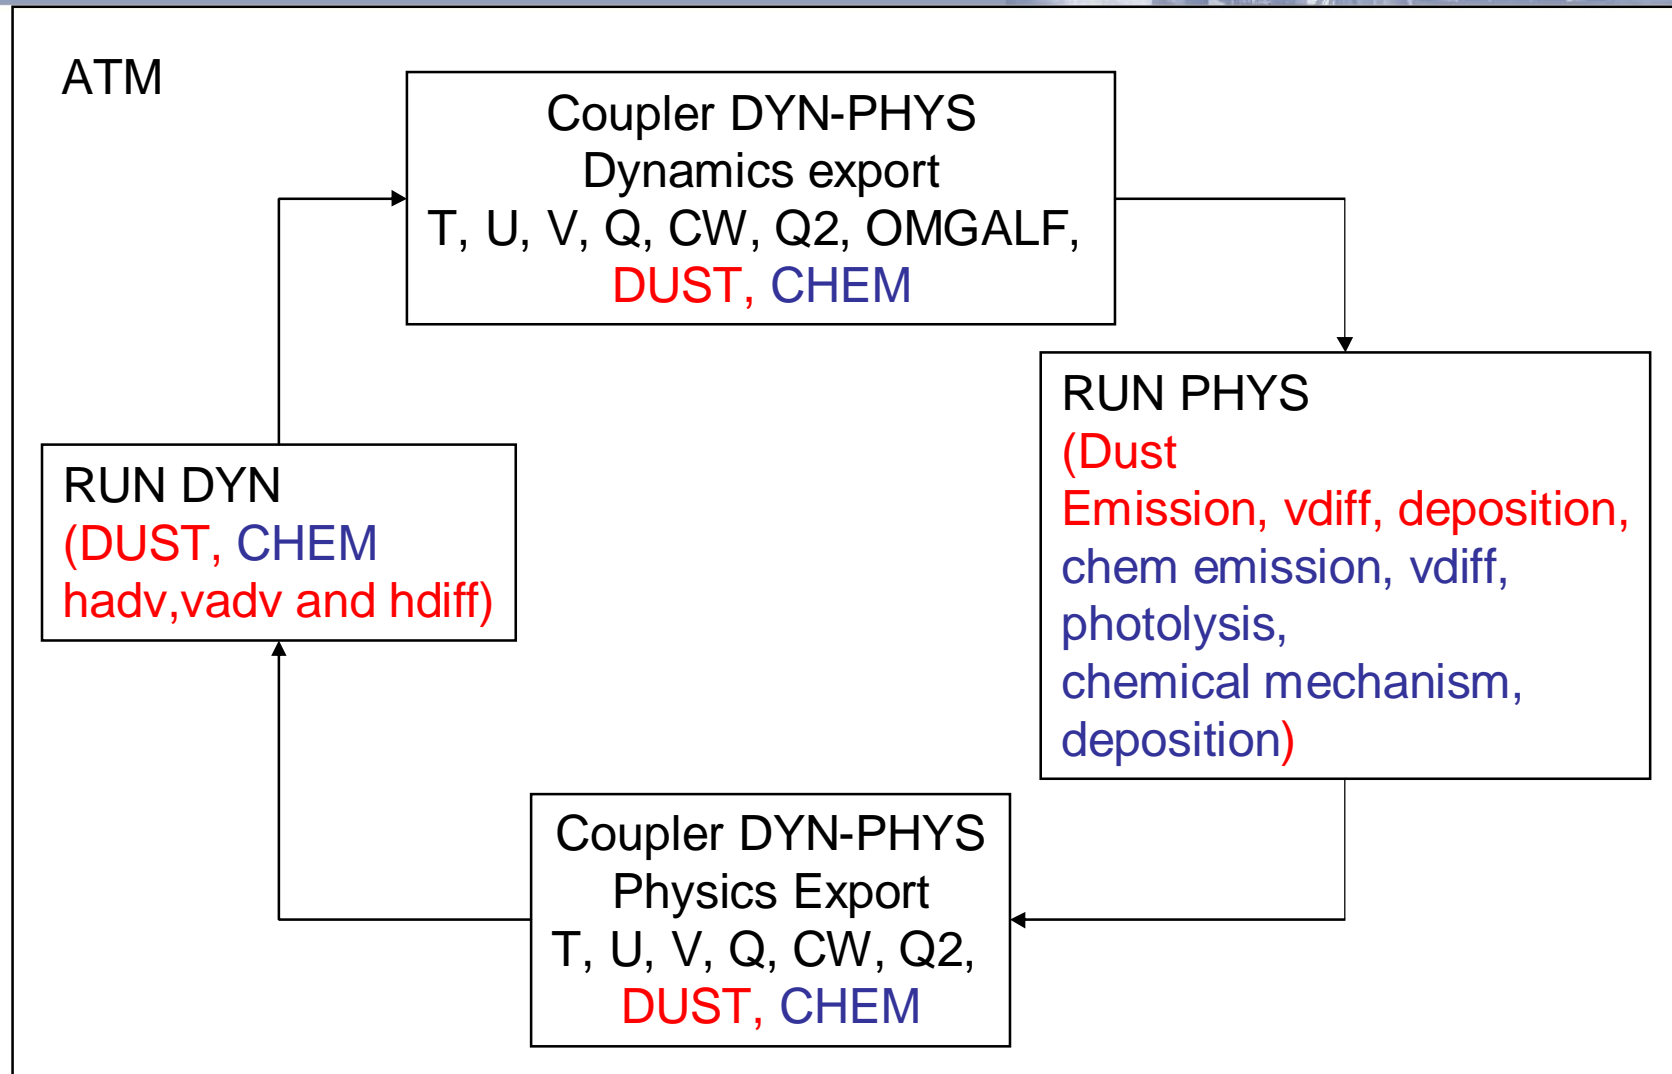 ATM
Coupler DYN-PHYS
Dynamics export
T, U, V, Q, CW, Q2, OMGALF,
DUST, CHEM
RUN PHYS
(Dust
Emission, vdiff, deposition,
chem emission, vdiff,
photolysis,
chemical mechanism,
deposition)
RUN DYN
(DUST, CHEM
hadv,vadv and hdiff)
Coupler DYN-PHYS
Physics Export
T, U, V, Q, CW, Q2,
DUST, CHEM